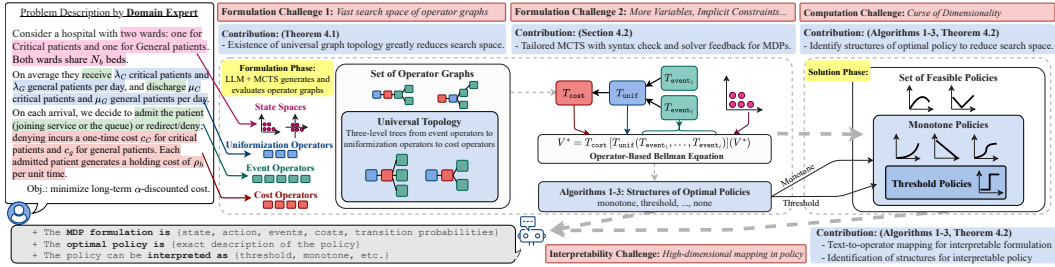 Problem Description by Domain Expert
Consider a hospital with two wards: one for
Critical patients and one for General patients.
Both wards share N_b beds.
On average they receive λ_C critical patients and
λ_G general patients per day, and discharge μ_C
critical patients and μ_G general patients per day.
On each arrival, we decide to admit the patient
(joining service or the queue) or redirect/deny;
denying incurs a one-time cost c_C for critical
patients and c_g for general patients. Each
admitted patient generates a holding cost of ρ_h
per unit time.
Obj.: minimize long-term α-discounted cost.
Formulation Challenge 1: Vast search space of operator graphs
Contribution: (Theorem 4.1)
- Existence of universal graph topology greatly reduces search space.
Formulation Challenge 2: More Variables, Implicit Constraints...
Contribution: (Section 4.2)
- Tailored MCTS with syntax check and solver feedback for MDPs.
Computation Challenge: Curse of Dimensionality
Contribution: (Algorithms 1-3, Theorem 4.2)
- Identify structures of optimal policy to reduce search space.
Formulation Phase:
LLM + MCTS generates and
evaluates operator graphs
State Spaces
Uniformization Operators
Event Operators
Cost Operators
Set of Operator Graphs
Universal Topology
Three-level trees from event operators to
uniformization operators to cost operators
T_cost
T_unif
T_event_i
T_event_i
V* = T_cost [T_unif(T_event_i, . . . , T_event_i)](V*)
Operator-Based Bellman Equation
Algorithms 1-3: Structures of Optimal Policies
monotone, threshold, ..., none
Monotone
Threshold
Solution Phase:
Set of Feasible Policies
Monotone Policies
Threshold Policies
+ The MDP formulation is {state, action, events, costs, transition probabilities}
+ The optimal policy is {exact description of the policy}
+ The policy can be interpreted as {threshold, monotone, etc.}
Interpretability Challenge: High-dimensional mapping in policy
Contribution: (Algorithms 1-3, Theorem 4.2)
- Text-to-operator mapping for interpretable formulation
- Identification of structures for interpretable policy